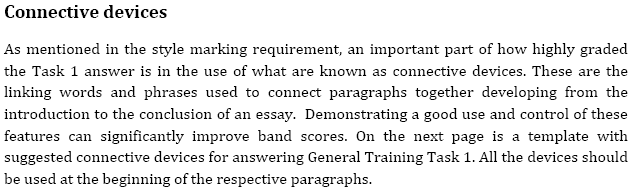 Connective devices
As mentioned in the style marking requirement, an important part of how highly graded
the Task 1 answer is in the use of what are known as connective devices. These are the
linking words and phrases used to connect paragraphs together developing from the
introduction to the conclusion of an essay.  Demonstrating a good use and control of these
features can significantly improve band scores. On the next page is a template with
suggested connective devices for answering General Training Task 1. All the devices should
be used at the beginning of the respective paragraphs.